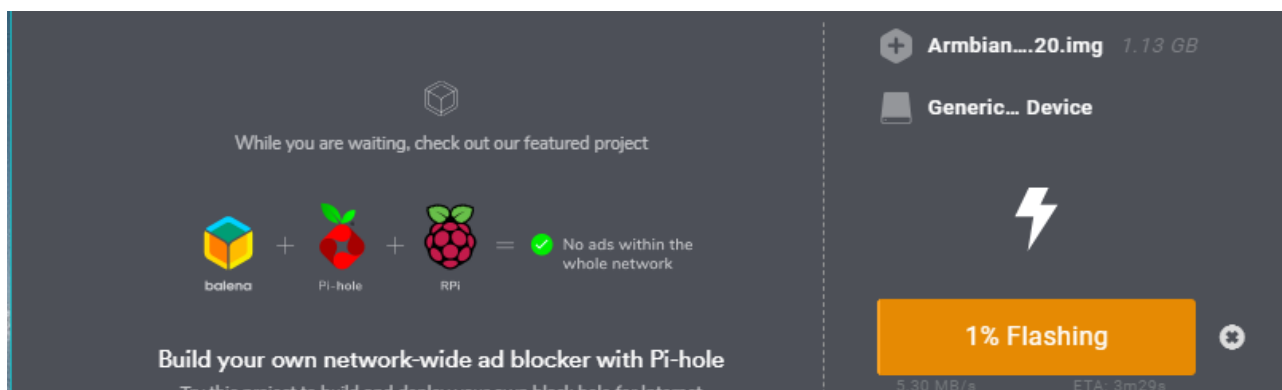 While you are waiting, check out our featured project
balena
+
Pi-hole
+
RPi
=
No ads within the
whole network
Build your own network-wide ad blocker with Pi-hole
Armbian....20.img 1.13 GB
Generic... Device
1% Flashing
5.30 MB/s ETA: 3m29s